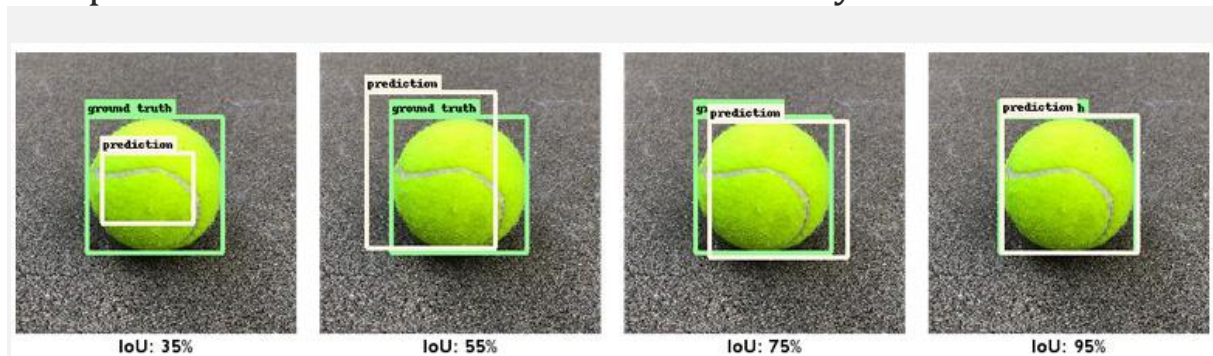 prediction
ground truth
ground truth
prediction
prediction
prediction h
IoU: 35%
IoU: 55%
IoU: 75%
IoU: 95%